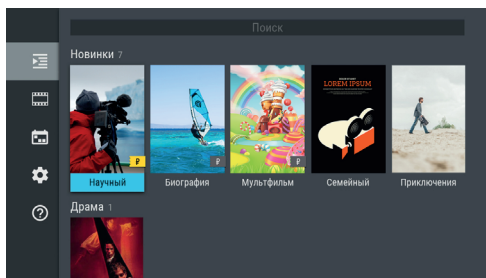 Поиск
Новинки 7
LOREM IPSUM
₽ ₽ ₽
Научный Биография Мультфильм Семейный Приключения
Драма 1